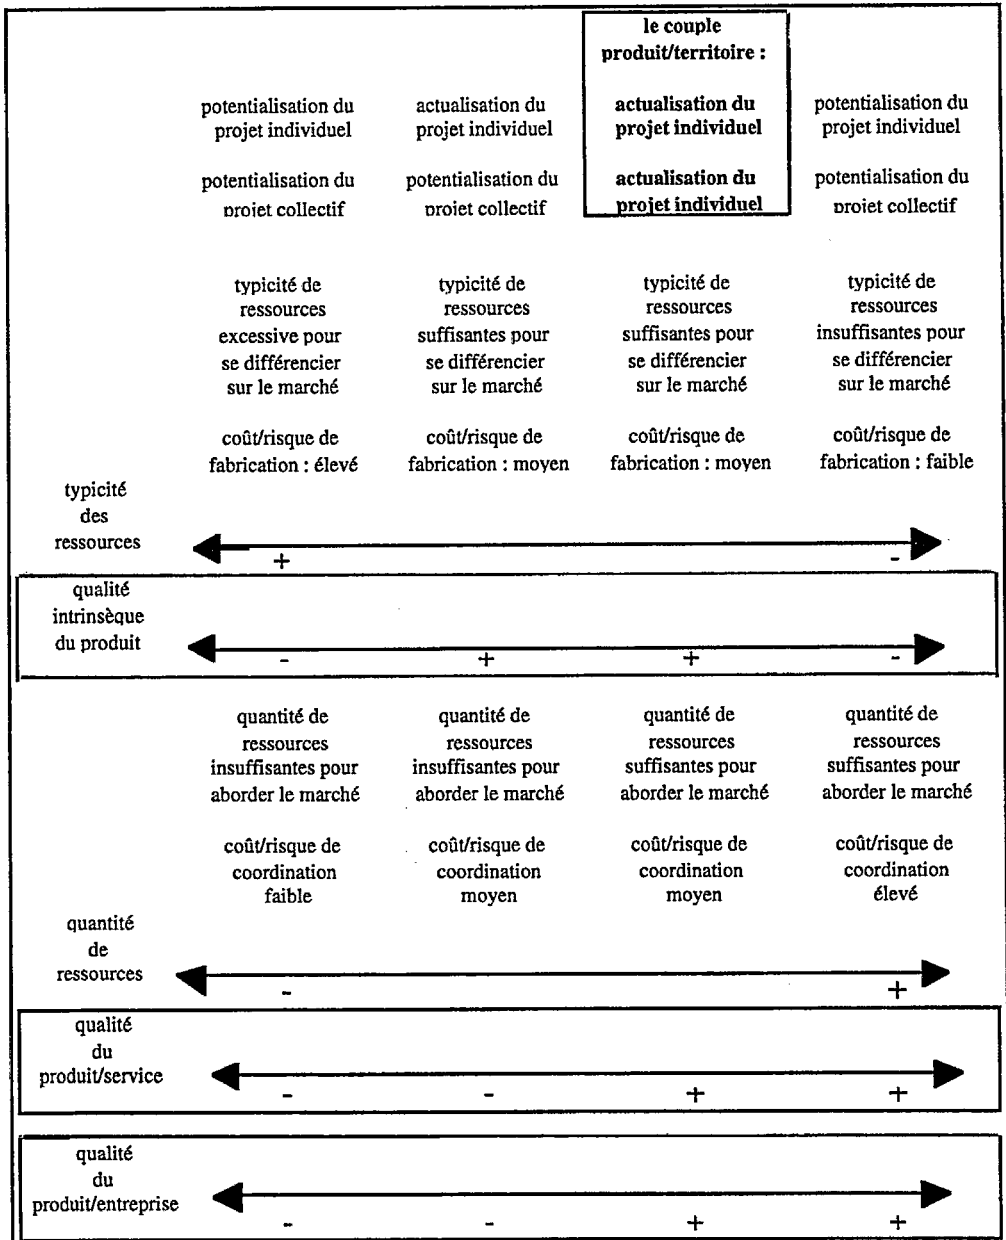 le couple
produit/territoire :
potentialisation du actualisation du actualisation du potentialisation du
projet individuel projet individuel projet individuel projet individuel
potentialisation du potentialisation du actualisation du potentialisation du
projet collectif projet collectif projet individuel projet collectif
typicité de typicité de typicité de typicité de
ressources ressources ressources ressources
excessive pour suffisantes pour suffisantes pour insuffisantes pour
se différencier se différencier se différencier se différencier
sur le marché sur le marché sur le marché sur le marché
coût/risque de coût/risque de coût/risque de coût/risque de
fabrication : élevé fabrication : moyen fabrication : moyen fabrication : faible
typicité
des
ressources
+ -
qualité
intrinsèque
du produit
- + + -
quantité de quantité de quantité de quantité de
ressources ressources ressources ressources
insuffisantes pour insuffisantes pour suffisantes pour suffisantes pour
aborder le marché aborder le marché aborder le marché aborder le marché
coût/risque de coût/risque de coût/risque de coût/risque de
coordination coordination coordination coordination
faible moyen moyen élevé
quantité
de
ressources
- +
qualité
du
produit/service
- - + +
qualité
du
produit/entreprise
- - + +